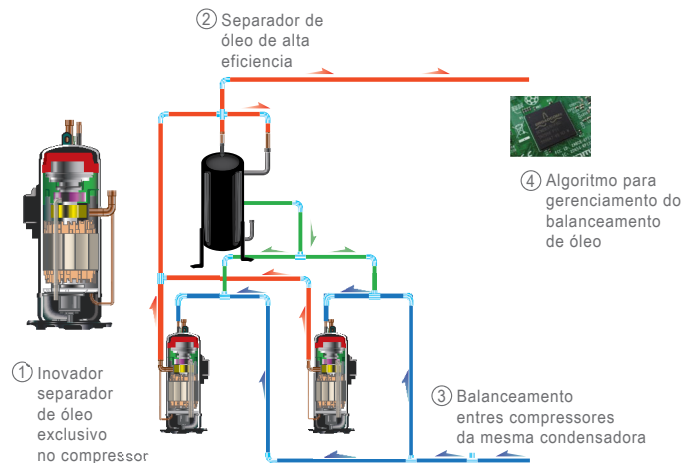 ① Inovador
separador
de óleo
exclusivo
no compressor
② Separador de
óleo de alta
eficiencia
③ Balanceamento
entres compressores
da mesma condensadora
④ Algoritmo para
gerenciamento do
balanceamento
de óleo